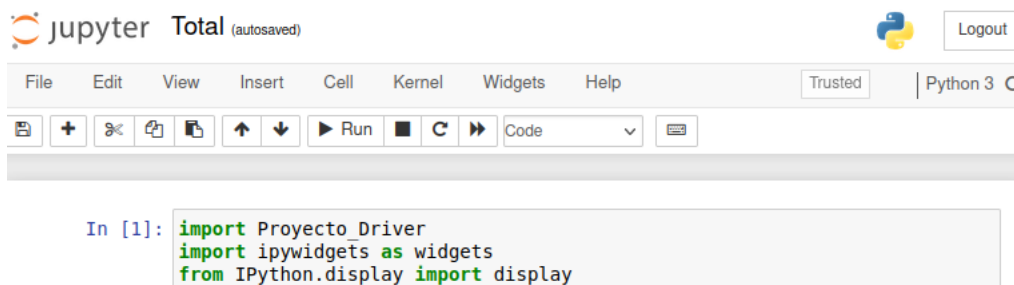 jupyter Total (autosaved) Logout
File Edit View Insert Cell Kernel Widgets Help Trusted Python 3
Run Code
In [1]: import Proyecto_Driver
import ipywidgets as widgets
from IPython.display import display